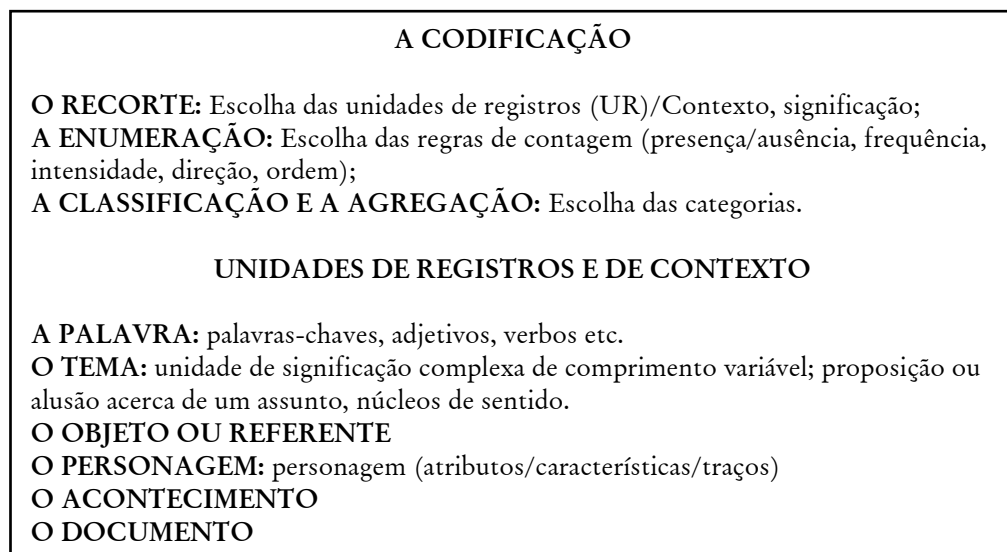 A CODIFICAÇÃO
O RECORTE: Escolha das unidades de registros (UR)/Contexto, significação;
A ENUMERAÇÃO: Escolha das regras de contagem (presença/ausência, frequência,
intensidade, direção, ordem);
A CLASSIFICAÇÃO E A AGREGAÇÃO: Escolha das categorias.
UNIDADES DE REGISTROS E DE CONTEXTO
A PALAVRA: palavras-chaves, adjetivos, verbos etc.
O TEMA: unidade de significação complexa de comprimento variável; proposição ou
alusão acerca de um assunto, núcleos de sentido.
O OBJETO OU REFERENTE
O PERSONAGEM: personagem (atributos/características/traços)
O ACONTECIMENTO
O DOCUMENTO